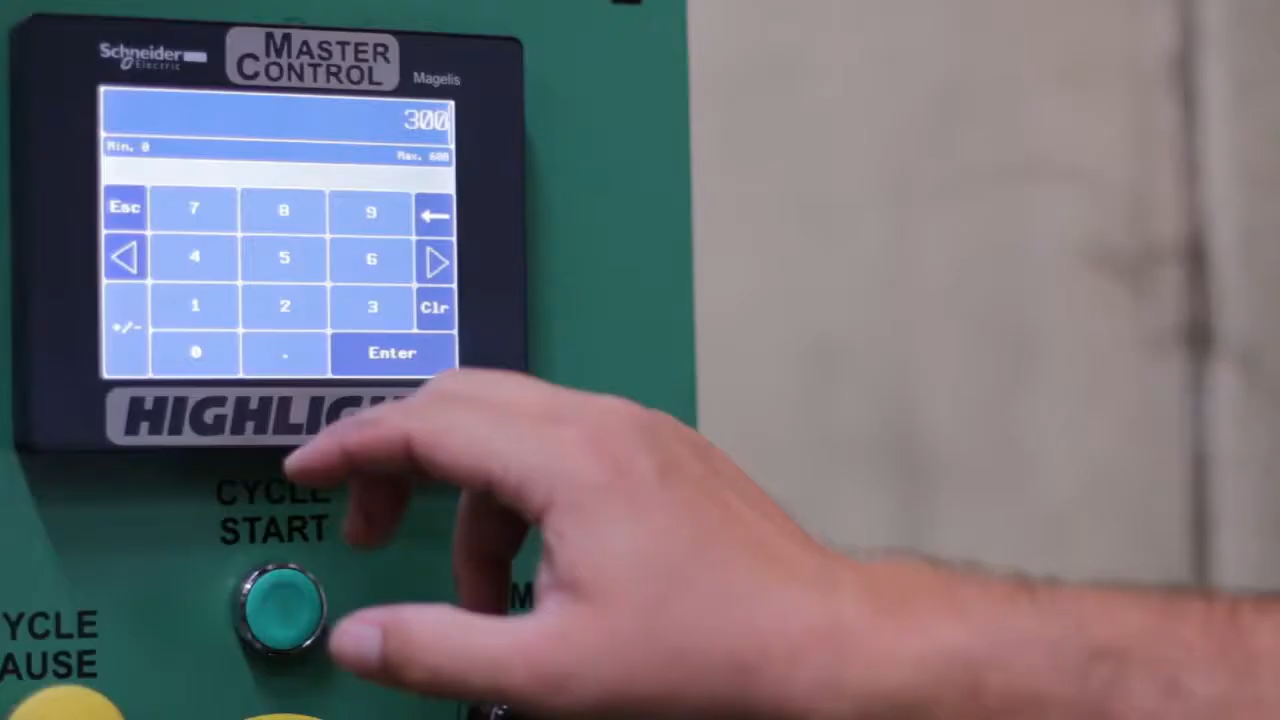 Schneider
Electric
MASTER
CONTROL
Magelis
300
Min. 0
Max. 600
Esc
7
8
9
←
4
5
6
+/-
1
2
3
Clr
0
.
Enter
HIGHLIG
CYCLE
START
YCLE
AUSE
M